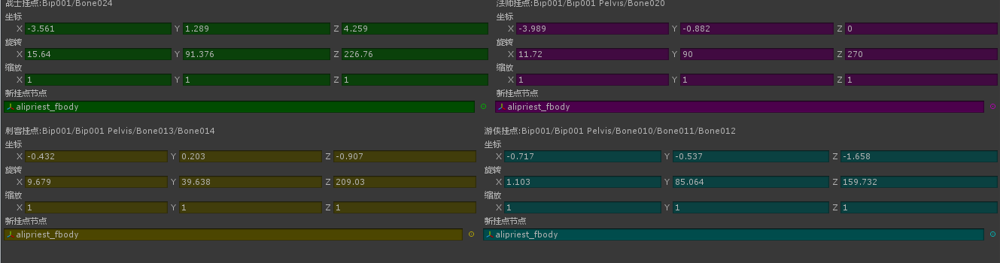 战士挂点:Bip001/Bone024
坐标
X -3.561 Y 1.289 Z 4.259
旋转
X 15.64 Y 91.376 Z 226.76
缩放
X 1 Y 1 Z 1
新挂点节点
alipriest_fbody
法师挂点:Bip001/Bip001 Pelvis/Bone020
坐标
X -3.989 Y -0.882 Z 0
旋转
X 11.72 Y 90 Z 270
缩放
X 1 Y 1 Z 1
新挂点节点
alipriest_fbody
刺客挂点:Bip001/Bip001 Pelvis/Bone013/Bone014
坐标
X -0.432 Y 0.203 Z -0.907
旋转
X 9.679 Y 39.638 Z 209.03
缩放
X 1 Y 1 Z 1
新挂点节点
alipriest_fbody
游侠挂点:Bip001/Bip001 Pelvis/Bone010/Bone011/Bone012
坐标
X -0.717 Y -0.537 Z -1.658
旋转
X 1.103 Y 85.064 Z 159.732
缩放
X 1 Y 1 Z 1
新挂点节点
alipriest_fbody